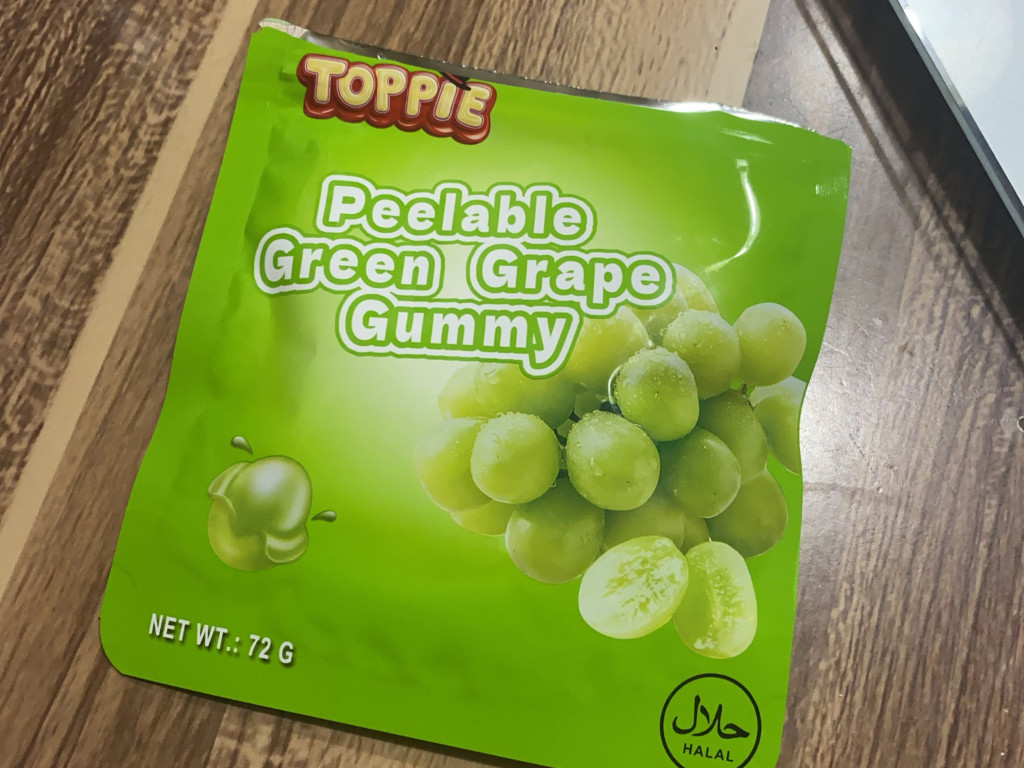 TOPPIE
Peelable
Green Grape
Gummy
NET WT.: 72 G
حلال
HALAL